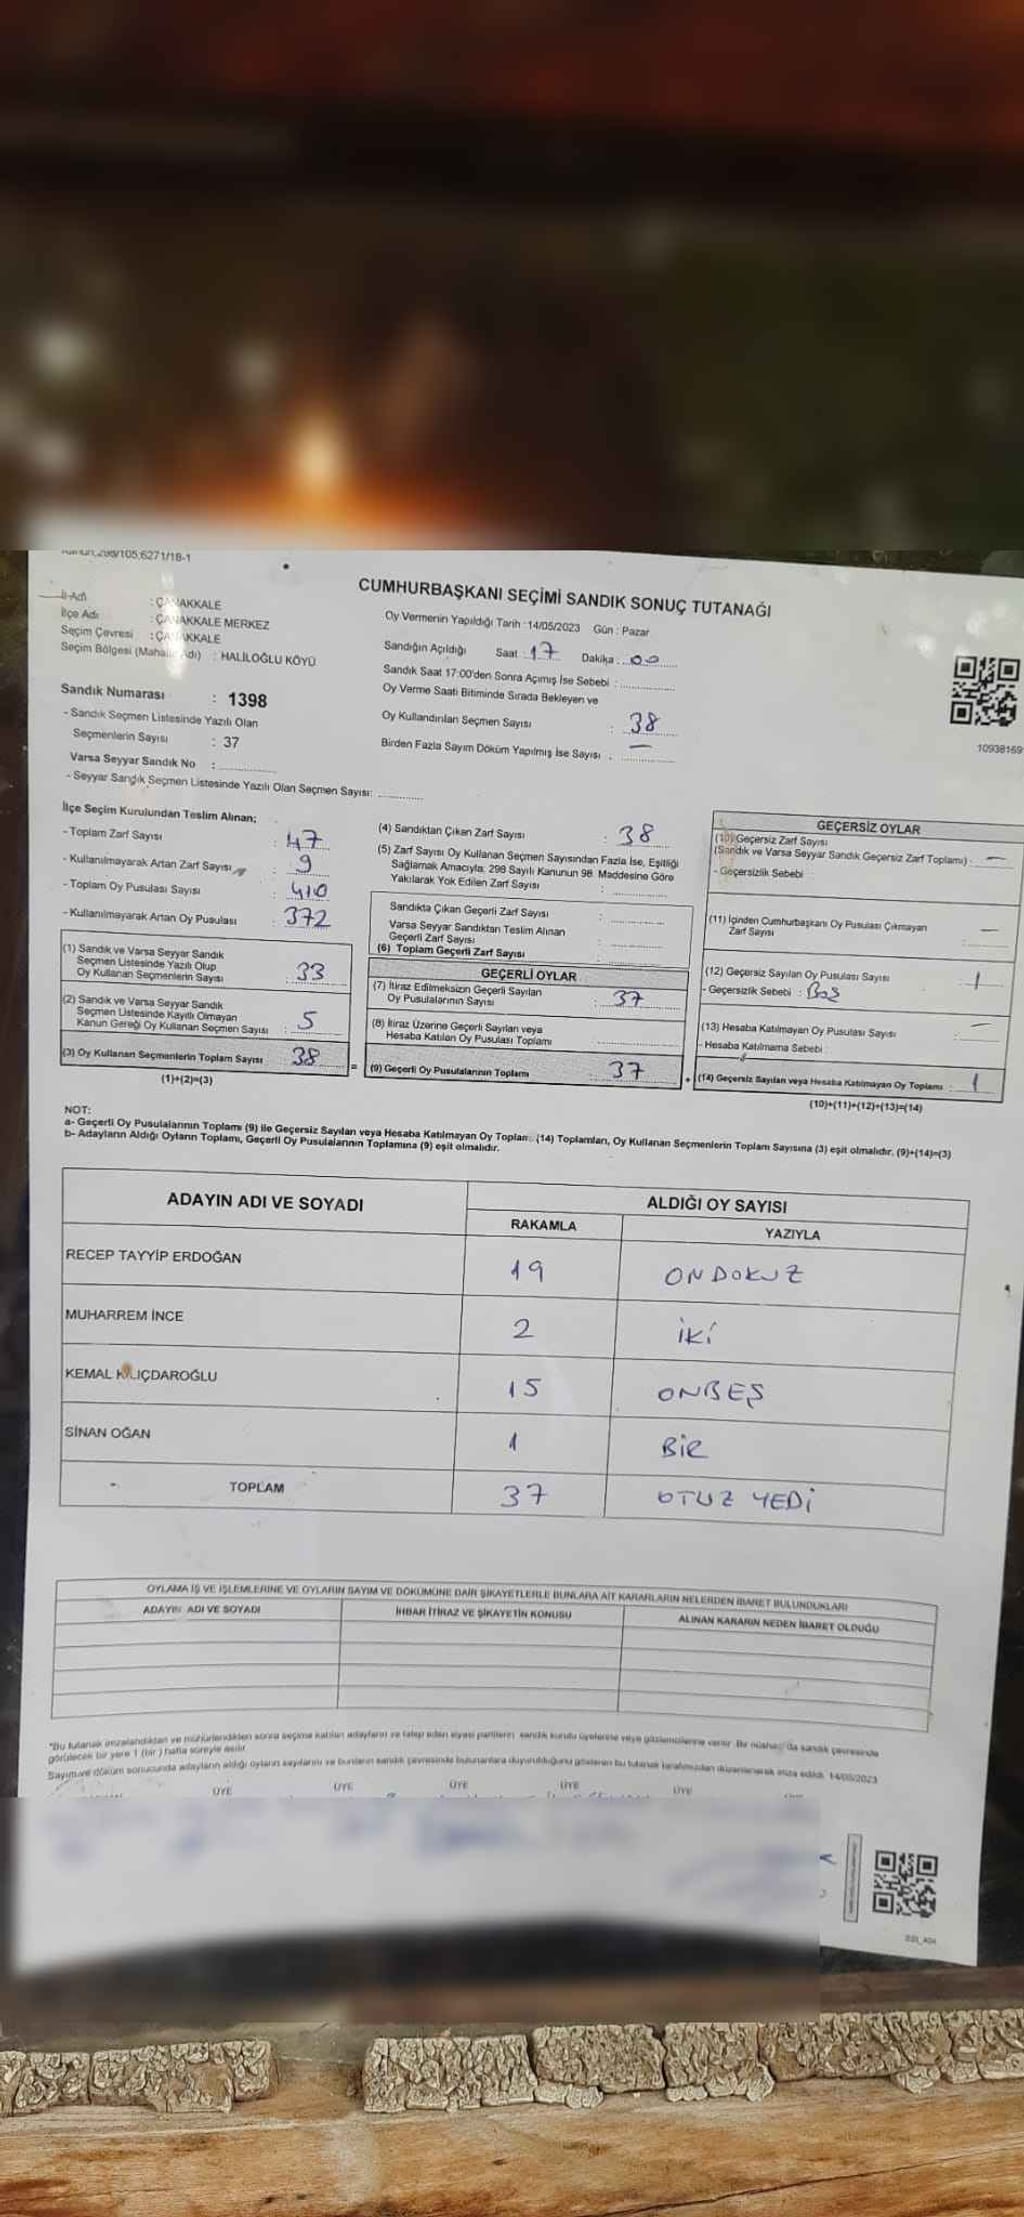 298/105;6271/18-1
CUMHURBAŞKANI SEÇİMİ SANDIK SONUÇ TUTANAĞI
İl Adı : ÇANAKKALE
İlçe Adı : ÇANAKKALE MERKEZ
Seçim Çevresi : ÇANAKKALE
Seçim Bölgesi (Mahalle Adı) : HALİLOĞLU KÖYÜ
Oy Vermenin Yapıldığı Tarih : 14/05/2023 Gün : Pazar
Sandığın Açıldığı Saat : 17 Dakika : 00
Sandık Saat 17:00'den Sonra Açımış İse Sebebi :
Oy Verme Saati Bitiminde Sırada Bekleyen ve
Oy Kullandırılan Seçmen Sayısı : 38
Birden Fazla Sayım Döküm Yapılmış İse Sayısı : —
10938169
Sandık Numarası : 1398
- Sandık Seçmen Listesinde Yazılı Olan
Seçmenlerin Sayısı : 37
Varsa Seyyar Sandık No :
- Seyyar Sandık Seçmen Listesinde Yazılı Olan Seçmen Sayısı:
İlçe Seçim Kurulundan Teslim Alınan;
- Toplam Zarf Sayısı : 47
- Kullanılmayarak Artan Zarf Sayısı : 9
- Toplam Oy Pusulası Sayısı : 410
- Kullanılmayarak Artan Oy Pusulası : 372
(1) Sandık ve Varsa Seyyar Sandık
Seçmen Listesinde Yazılı Olup
Oy Kullanan Seçmenlerin Sayısı : 33
(2) Sandık ve Varsa Seyyar Sandık
Seçmen Listesinde Kayıtlı Olmayan
Kanun Gereği Oy Kullanan Seçmen Sayısı : 5
(3) Oy Kullanan Seçmenlerin Toplam Sayısı : 38 =
(1)+(2)=(3)
(4) Sandıktan Çıkan Zarf Sayısı : 38
(5) Zarf Sayısı Oy Kullanan Seçmen Sayısından Fazla İse, Eşitliği
Sağlamak Amacıyla; 298 Sayılı Kanunun 98. Maddesine Göre
Yakılarak Yok Edilen Zarf Sayısı :
Sandıkta Çıkan Geçerli Zarf Sayısı :
Varsa Seyyar Sandıktan Teslim Alınan
Geçerli Zarf Sayısı :
(6) Toplam Geçerli Zarf Sayısı :
GEÇERLİ OYLAR
(7) İtiraz Edilmeksizin Geçerli Sayılan
Oy Pusulalarının Sayısı : 37
(8) İtiraz Üzerine Geçerli Sayılan veya
Hesaba Katılan Oy Pusulası Toplamı :
(9) Geçerli Oy Pusulalarının Toplamı : 37 +
GEÇERSİZ OYLAR
(10) Geçersiz Zarf Sayısı
(Sandık ve Varsa Seyyar Sandık Geçersiz Zarf Toplamı) : —
- Geçersizlik Sebebi
(11) İçinden Cumhurbaşkanı Oy Pusulası Çıkmayan
Zarf Sayısı : —
(12) Geçersiz Sayılan Oy Pusulası Sayısı : 1
- Geçersizlik Sebebi : Boş
(13) Hesaba Katılmayan Oy Pusulası Sayısı : —
- Hesaba Katılmama Sebebi :
(14) Geçersiz Sayılan veya Hesaba Katılmayan Oy Toplamı : 1
(10)+(11)+(12)+(13)=(14)
NOT:
a- Geçerli Oy Pusulalarının Toplamı (9) ile Geçersiz Sayılan veya Hesaba Katılmayan Oy Toplamı (14) Toplamları, Oy Kullanan Seçmenlerin Toplam Sayısına (3) eşit olmalıdır. (9)+(14)=(3)
b- Adayların Aldığı Oyların Toplamı, Geçerli Oy Pusulalarının Toplamına (9) eşit olmalıdır.
ADAYIN ADI VE SOYADI
ALDIĞI OY SAYISI
RAKAMLA YAZIYLA
RECEP TAYYİP ERDOĞAN 19 ONDOKUZ
MUHARREM İNCE 2 İKİ
KEMAL KILIÇDAROĞLU 15 ONBEŞ
SİNAN OĞAN 1 BİR
TOPLAM 37 OTUZ YEDİ
OYLAMA İŞ VE İŞLEMLERİNE VE OYLARIN SAYIM VE DÖKÜMÜNE DAİR ŞİKAYETLERLE BUNLARA AİT KARARLARIN NELERDEN İBARET BULUNDUKLARI
ADAYIN ADI VE SOYADI İHBAR İTİRAZ VE ŞİKAYETİN KONUSU ALINAN KARARIN NEDEN İBARET OLDUĞU
"Bu tutanak imzalandıktan ve mühürlendikten sonra seçime katılan adayların ve talep eden siyasi partilerin sandık kurulu üyelerine veya gözlemcilerine verilir. Bir nüshası da sandık çevresinde
görülecek bir yere 1 (bir) hafta süreyle asılır.
Sayım ve döküm sonucunda adayların aldığı oyların sayılarını ve bunların sandık çevresinde bulunanlara duyurulduğunu gösteren bu tutanak tarafımızdan düzenlenerek imza edildi. 14/05/2023
ÜYE ÜYE ÜYE ÜYE ÜYE